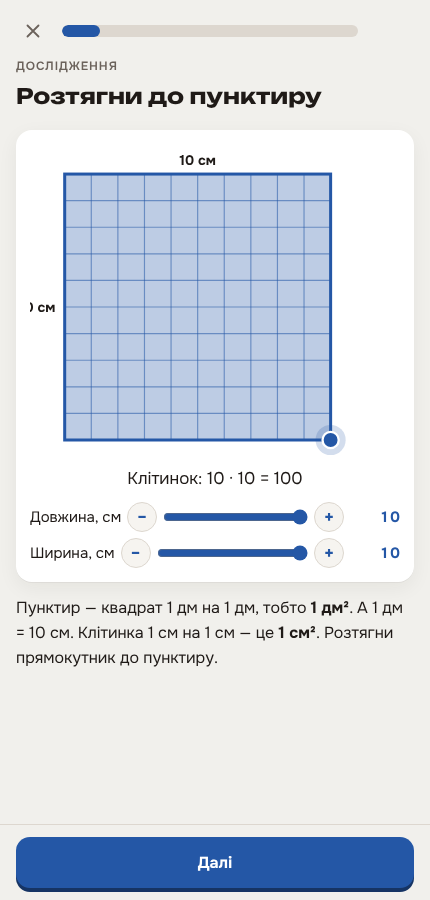 ДОСЛІДЖЕННЯ
Розтягни до пунктиру
10 см
см
Клітинок: 10 · 10 = 100
Довжина, см − + 10
Ширина, см − + 10
Пунктир — квадрат 1 дм на 1 дм, тобто 1 дм². А 1 дм
= 10 см. Клітинка 1 см на 1 см — це 1 см². Розтягни
прямокутник до пунктиру.
Далі